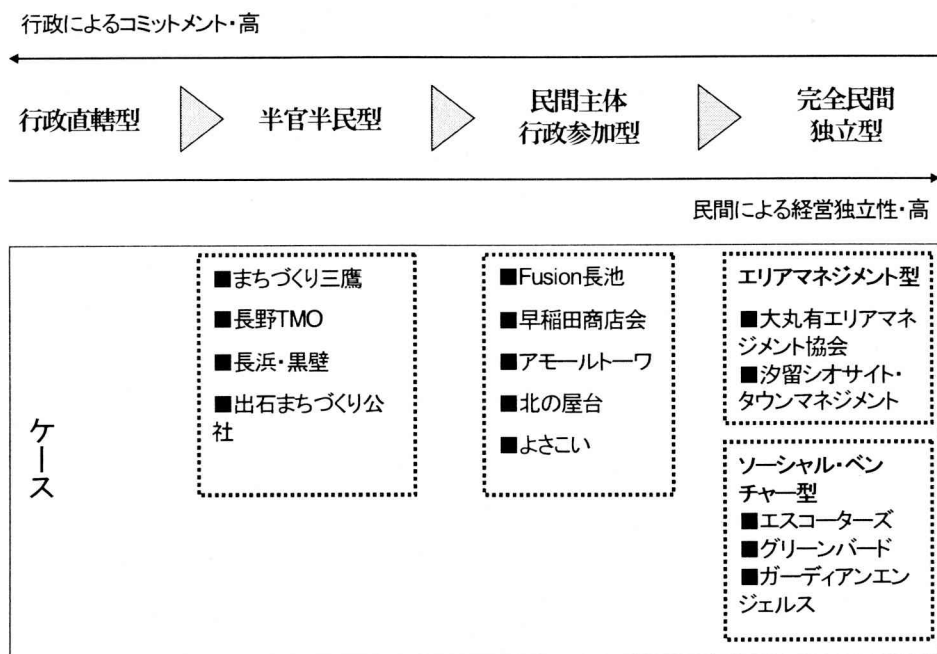 行政によるコミットメント・高
行政直轄型
半官半民型
民間主体
行政参加型
完全民間
独立型
民間による経営独立性・高
ケース
■まちづくり三鷹
■長野TMO
■長浜・黒壁
■出石まちづくり公
社
■Fusion長池
■早稲田商店会
■アモールトーワ
■北の屋台
■よさこい
エリアマネジメント型
■大丸有エリアマネ
ジメント協会
■汐留シオサイト・
タウンマネジメント
ソーシャル・ベン
チャー型
■エスコーターズ
■グリーンバード
■ガーディアンエン
ジェルス